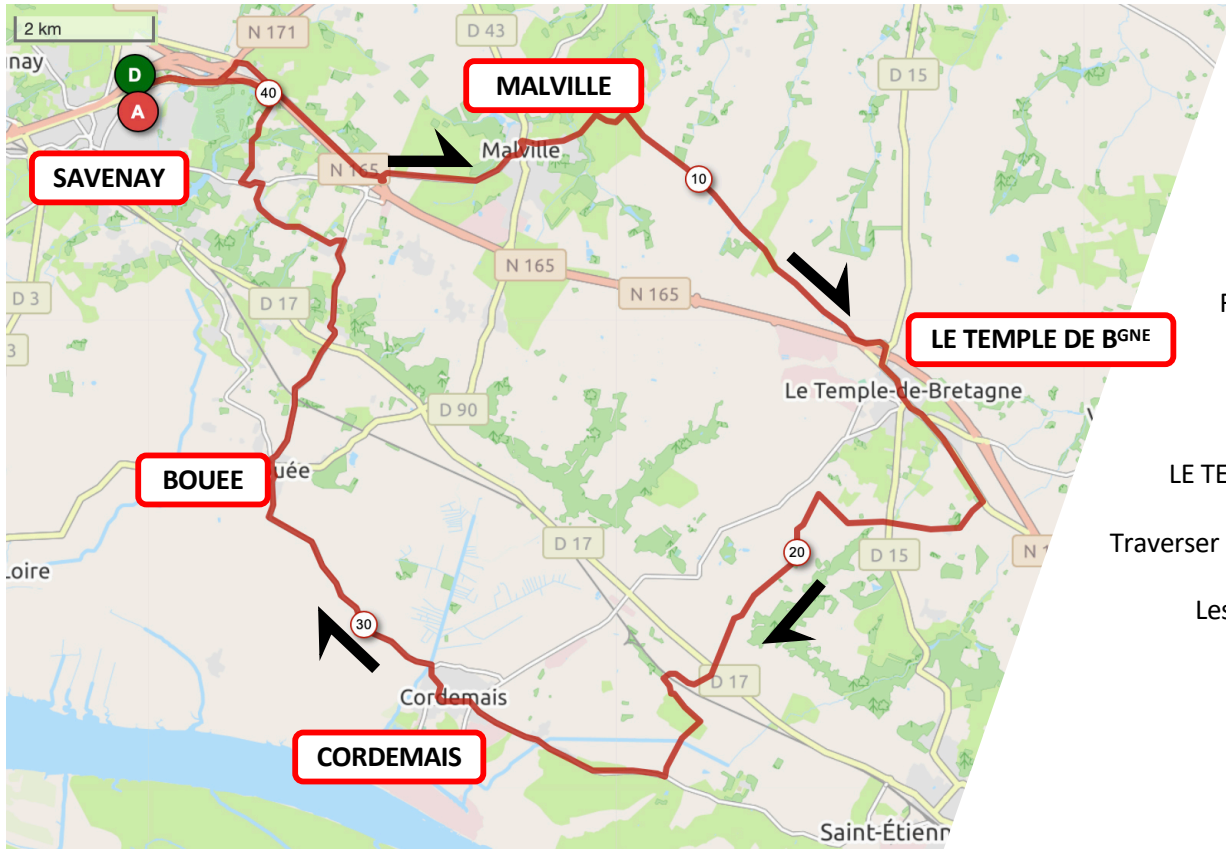 2 km
N 171
D 43
unay
D
D 15
40
MALVILLE
A
Malville
SAVENAY
N 165
10
N 165
N 165
D 3
D 17
3
LE TEMPLE DE BGNE
Le Temple-de-Bretagne
D 90
BOUEE
uée
LE TE
D 17
20
D 15
N 1
Traverser
Loire
Les
30
D 17
Cordemais
CORDEMAIS
Saint-Étienn